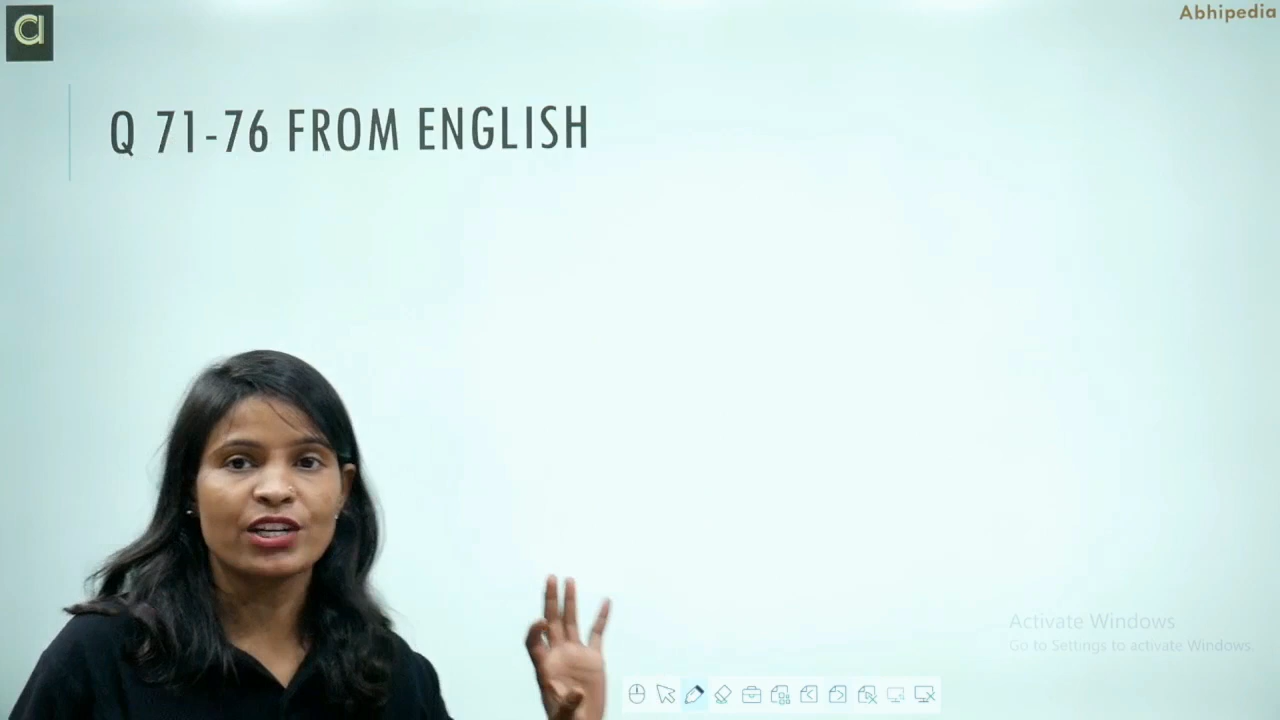 Abhipedia
Q 71-76 FROM ENGLISH
Activate Windows
Go to Settings to activate Windows.